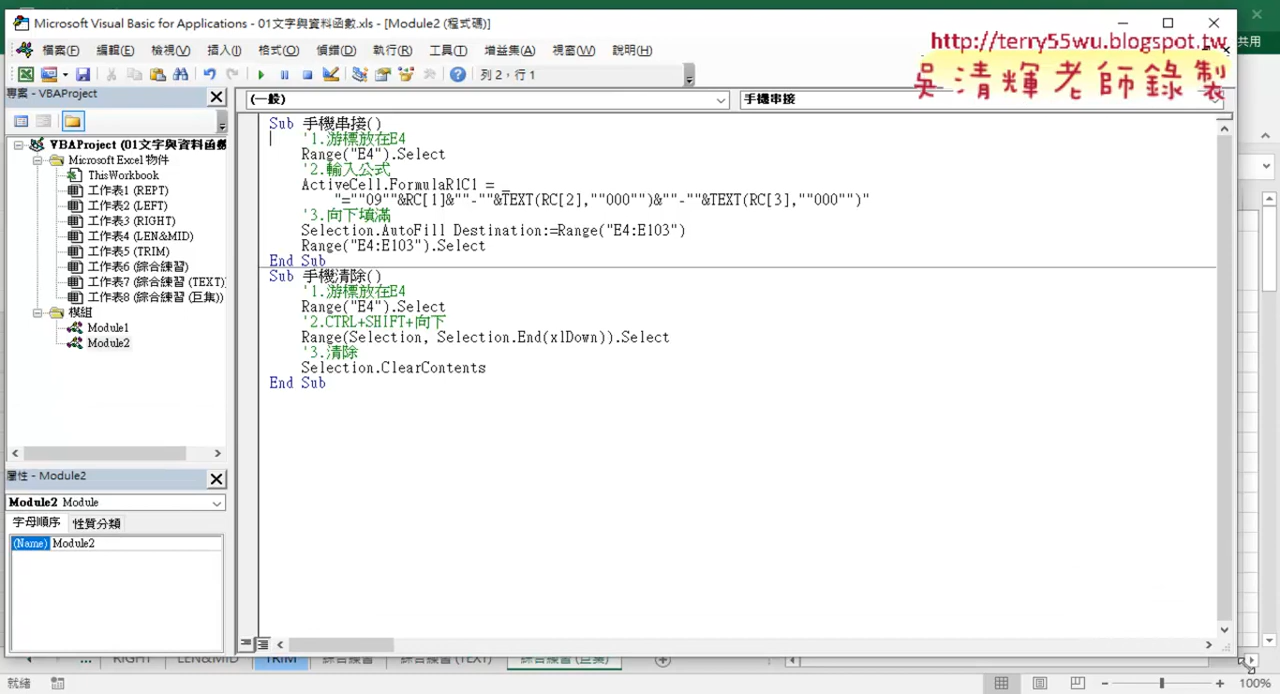 Microsoft Visual Basic for Applications - 01文字與資料函數.xls - [Module2 (程式碼)]
檔案(F) 編輯(E) 檢視(V) 插入(I) 格式(O) 偵錯(D) 執行(R) 工具(T) 增益集(A) 視窗(W) 說明(H)
http://terry55wu.blogspot.tw
共用
吳清輝老師錄製
列 2，行 1
專案 - VBAProject
(一般)
手機串接
VBAProject (01文字與資料函數
Microsoft Excel 物件
ThisWorkbook
工作表1 (REPT)
工作表2 (LEFT)
工作表3 (RIGHT)
工作表4 (LEN&MID)
工作表5 (TRIM)
工作表6 (綜合練習)
工作表7 (綜合練習 (TEXT))
工作表8 (綜合練習 (巨集))
模組
Module1
Module2
Sub 手機串接()
'1.游標放在E4
Range("E4").Select
'2.輸入公式
ActiveCell.FormulaR1C1 = _
"=""09""&RC[1]&""-""&TEXT(RC[2],""000"")&""-""&TEXT(RC[3],""000"")"
'3.向下填滿
Selection.AutoFill Destination:=Range("E4:E103")
Range("E4:E103").Select
End Sub
Sub 手機清除()
'1.游標放在E4
Range("E4").Select
'2.CTRL+SHIFT+向下
Range(Selection, Selection.End(xlDown)).Select
'3.清除
Selection.ClearContents
End Sub
屬性 - Module2
Module2 Module
字母順序 性質分類
(Name) Module2
... RIGHT LEN&MID TRIM 綜合練習 綜合練習 (TEXT) 綜合練習 (巨集)
就緒
100%